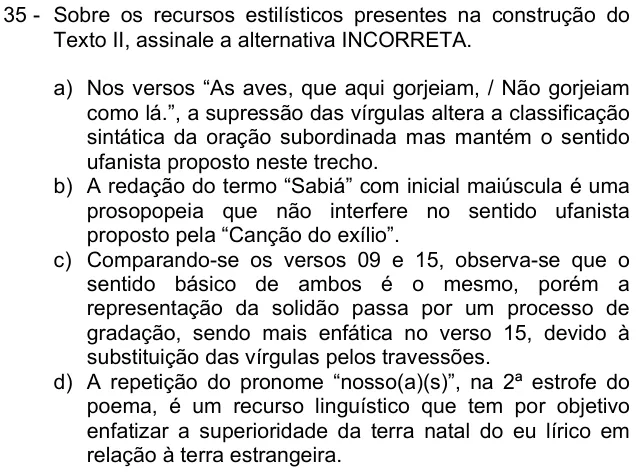 35 - Sobre os recursos estilísticos presentes na construção do
Texto II, assinale a alternativa INCORRETA.
a) Nos versos “As aves, que aqui gorjeiam, / Não gorjeiam
como lá.”, a supressão das vírgulas altera a classificação
sintática da oração subordinada mas mantém o sentido
ufanista proposto neste trecho.
b) A redação do termo “Sabiá” com inicial maiúscula é uma
prosopopeia que não interfere no sentido ufanista
proposto pela “Canção do exílio”.
c) Comparando-se os versos 09 e 15, observa-se que o
sentido básico de ambos é o mesmo, porém a
representação da solidão passa por um processo de
gradação, sendo mais enfática no verso 15, devido à
substituição das vírgulas pelos travessões.
d) A repetição do pronome “nosso(a)(s)”, na 2ª estrofe do
poema, é um recurso linguístico que tem por objetivo
enfatizar a superioridade da terra natal do eu lírico em
relação à terra estrangeira.